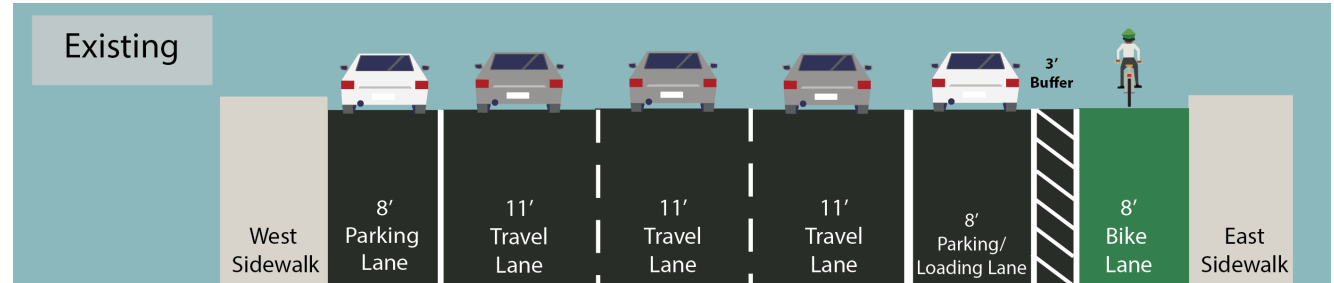 Existing
West
Sidewalk
8’
Parking
Lane
11’
Travel
Lane
11’
Travel
Lane
11’
Travel
Lane
8’
Parking/
Loading Lane
3’
Buffer
8’
Bike
Lane
East
Sidewalk